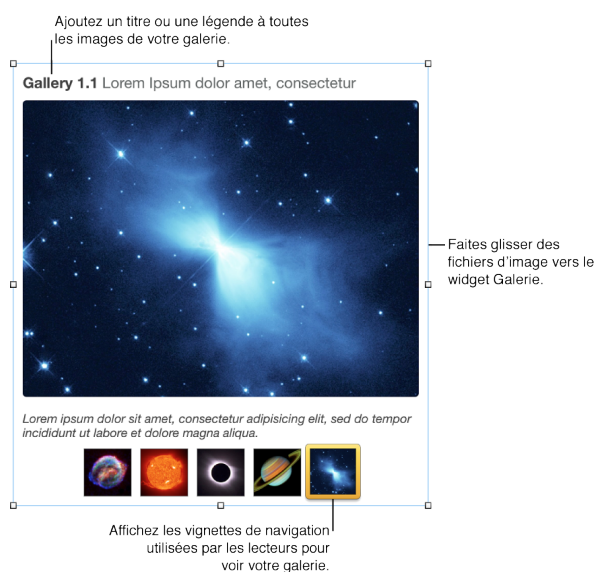 Ajoutez un titre ou une légende à toutes
les images de votre galerie.
Gallery 1.1 Lorem Ipsum dolor amet, consectetur
Faites glisser des
fichiers d'image vers le
widget Galerie.
Lorem ipsum dolor sit amet, consectetur adipisicing elit, sed do tempor
incididunt ut labore et dolore magna aliqua.
Affichez les vignettes de navigation
utilisées par les lecteurs pour
voir votre galerie.